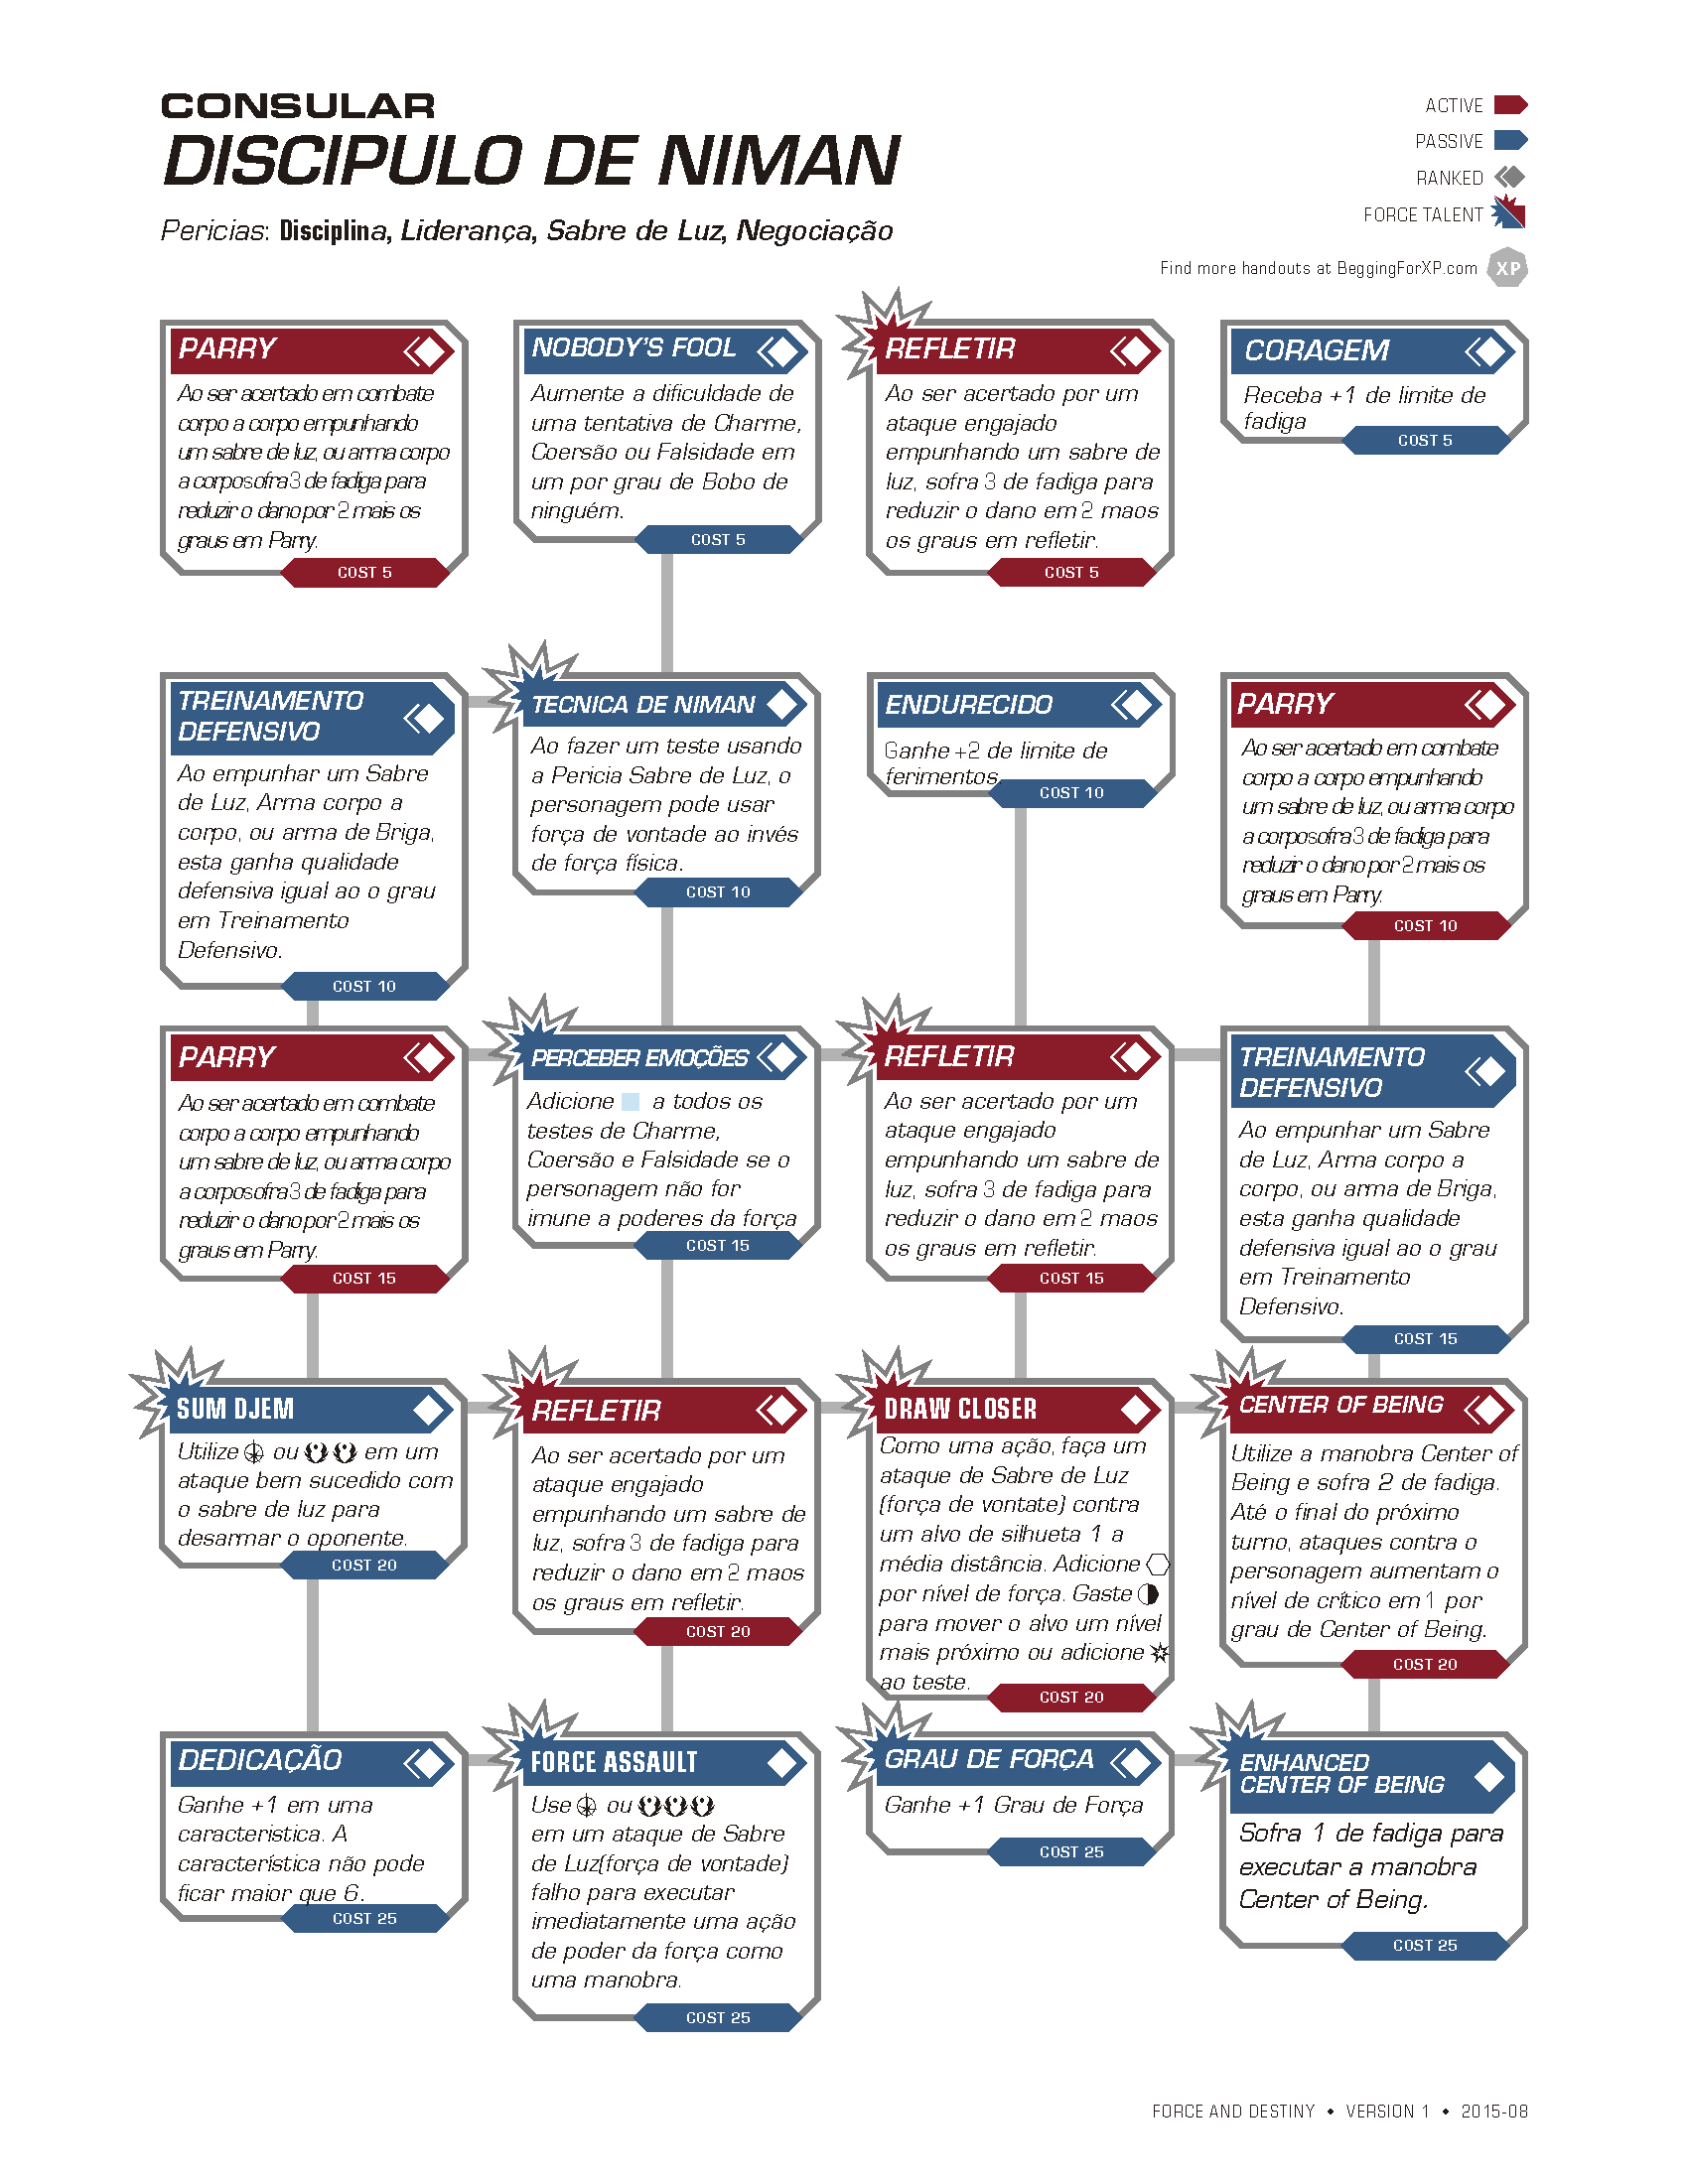 CONSULAR
DISCIPULO DE NIMAN
Pericias: Disciplina, Liderança, Sabre de Luz, Negociação
ACTIVE
PASSIVE
RANKED
FORCE TALENT
Find more handouts at BeggingForXP.com XP
PARRY
Ao ser acertado em combate
corpo a corpo empunhando
um sabre de luz, ou arma corpo
a corpo sofra 3 de fadiga para
reduzir o dano por 2 mais os
graus em Parry.
COST 5
NOBODY'S FOOL
Aumente a dificuldade de
uma tentativa de Charme,
Coersão ou Falsidade em
um por grau de Bobo de
ninguém.
COST 5
REFLETIR
Ao ser acertado por um
ataque engajado
empunhando um sabre de
luz, sofra 3 de fadiga para
reduzir o dano em 2 maos
os graus em refletir.
COST 5
CORAGEM
Receba +1 de limite de
fadiga
COST 5
TREINAMENTO
DEFENSIVO
Ao empunhar um Sabre
de Luz, Arma corpo a
corpo, ou arma de Briga,
esta ganha qualidade
defensiva igual ao o grau
em Treinamento
Defensivo.
COST 10
TECNICA DE NIMAN
Ao fazer um teste usando
a Pericia Sabre de Luz, o
personagem pode usar
força de vontade ao invés
de força física.
COST 10
ENDURECIDO
Ganhe +2 de limite de
ferimentos
COST 10
PARRY
Ao ser acertado em combate
corpo a corpo empunhando
um sabre de luz, ou arma corpo
a corpo sofra 3 de fadiga para
reduzir o dano por 2 mais os
graus em Parry.
COST 10
PARRY
Ao ser acertado em combate
corpo a corpo empunhando
um sabre de luz, ou arma corpo
a corpo sofra 3 de fadiga para
reduzir o dano por 2 mais os
graus em Parry.
COST 15
PERCEBER EMOÇÕES
Adicione a todos os
testes de Charme,
Coersão e Falsidade se o
personagem não for
imune a poderes da força
COST 15
REFLETIR
Ao ser acertado por um
ataque engajado
empunhando um sabre de
luz, sofra 3 de fadiga para
reduzir o dano em 2 maos
os graus em refletir.
COST 15
TREINAMENTO
DEFENSIVO
Ao empunhar um Sabre
de Luz, Arma corpo a
corpo, ou arma de Briga,
esta ganha qualidade
defensiva igual ao o grau
em Treinamento
Defensivo.
COST 15
SUM DJEM
Utilize ou em um
ataque bem sucedido com
o sabre de luz para
desarmar o oponente.
COST 20
REFLETIR
Ao ser acertado por um
ataque engajado
empunhando um sabre de
luz, sofra 3 de fadiga para
reduzir o dano em 2 maos
os graus em refletir.
COST 20
DRAW CLOSER
Como uma ação, faça um
ataque de Sabre de Luz
(força de vontate) contra
um alvo de silhueta 1 a
média distância. Adicione
por nível de força. Gaste
para mover o alvo um nível
mais próximo ou adicione
ao teste.
COST 20
CENTER OF BEING
Utilize a manobra Center of
Being e sofra 2 de fadiga.
Até o final do próximo
turno, ataques contra o
personagem aumentam o
nível de crítico em 1 por
grau de Center of Being.
COST 20
DEDICAÇÃO
Ganhe +1 em uma
caracteristica. A
característica não pode
ficar maior que 6.
COST 25
FORCE ASSAULT
Use ou
em um ataque de Sabre
de Luz(força de vontade)
falho para executar
imediatamente uma ação
de poder da força como
uma manobra.
COST 25
GRAU DE FORÇA
Ganhe +1 Grau de Força
COST 25
ENHANCED
CENTER OF BEING
Sofra 1 de fadiga para
executar a manobra
Center of Being.
COST 25
FORCE AND DESTINY • VERSION 1 • 2015-08